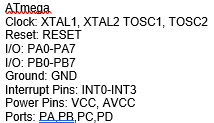 ATmega
Clock: XTAL1, XTAL2 TOSC1, TOSC2
Reset: RESET
I/O: PA0-PA7
I/O: PB0-PB7
Ground: GND
Interrupt Pins: INT0-INT3
Power Pins: VCC, AVCC
Ports: PA,PB,PC,PD